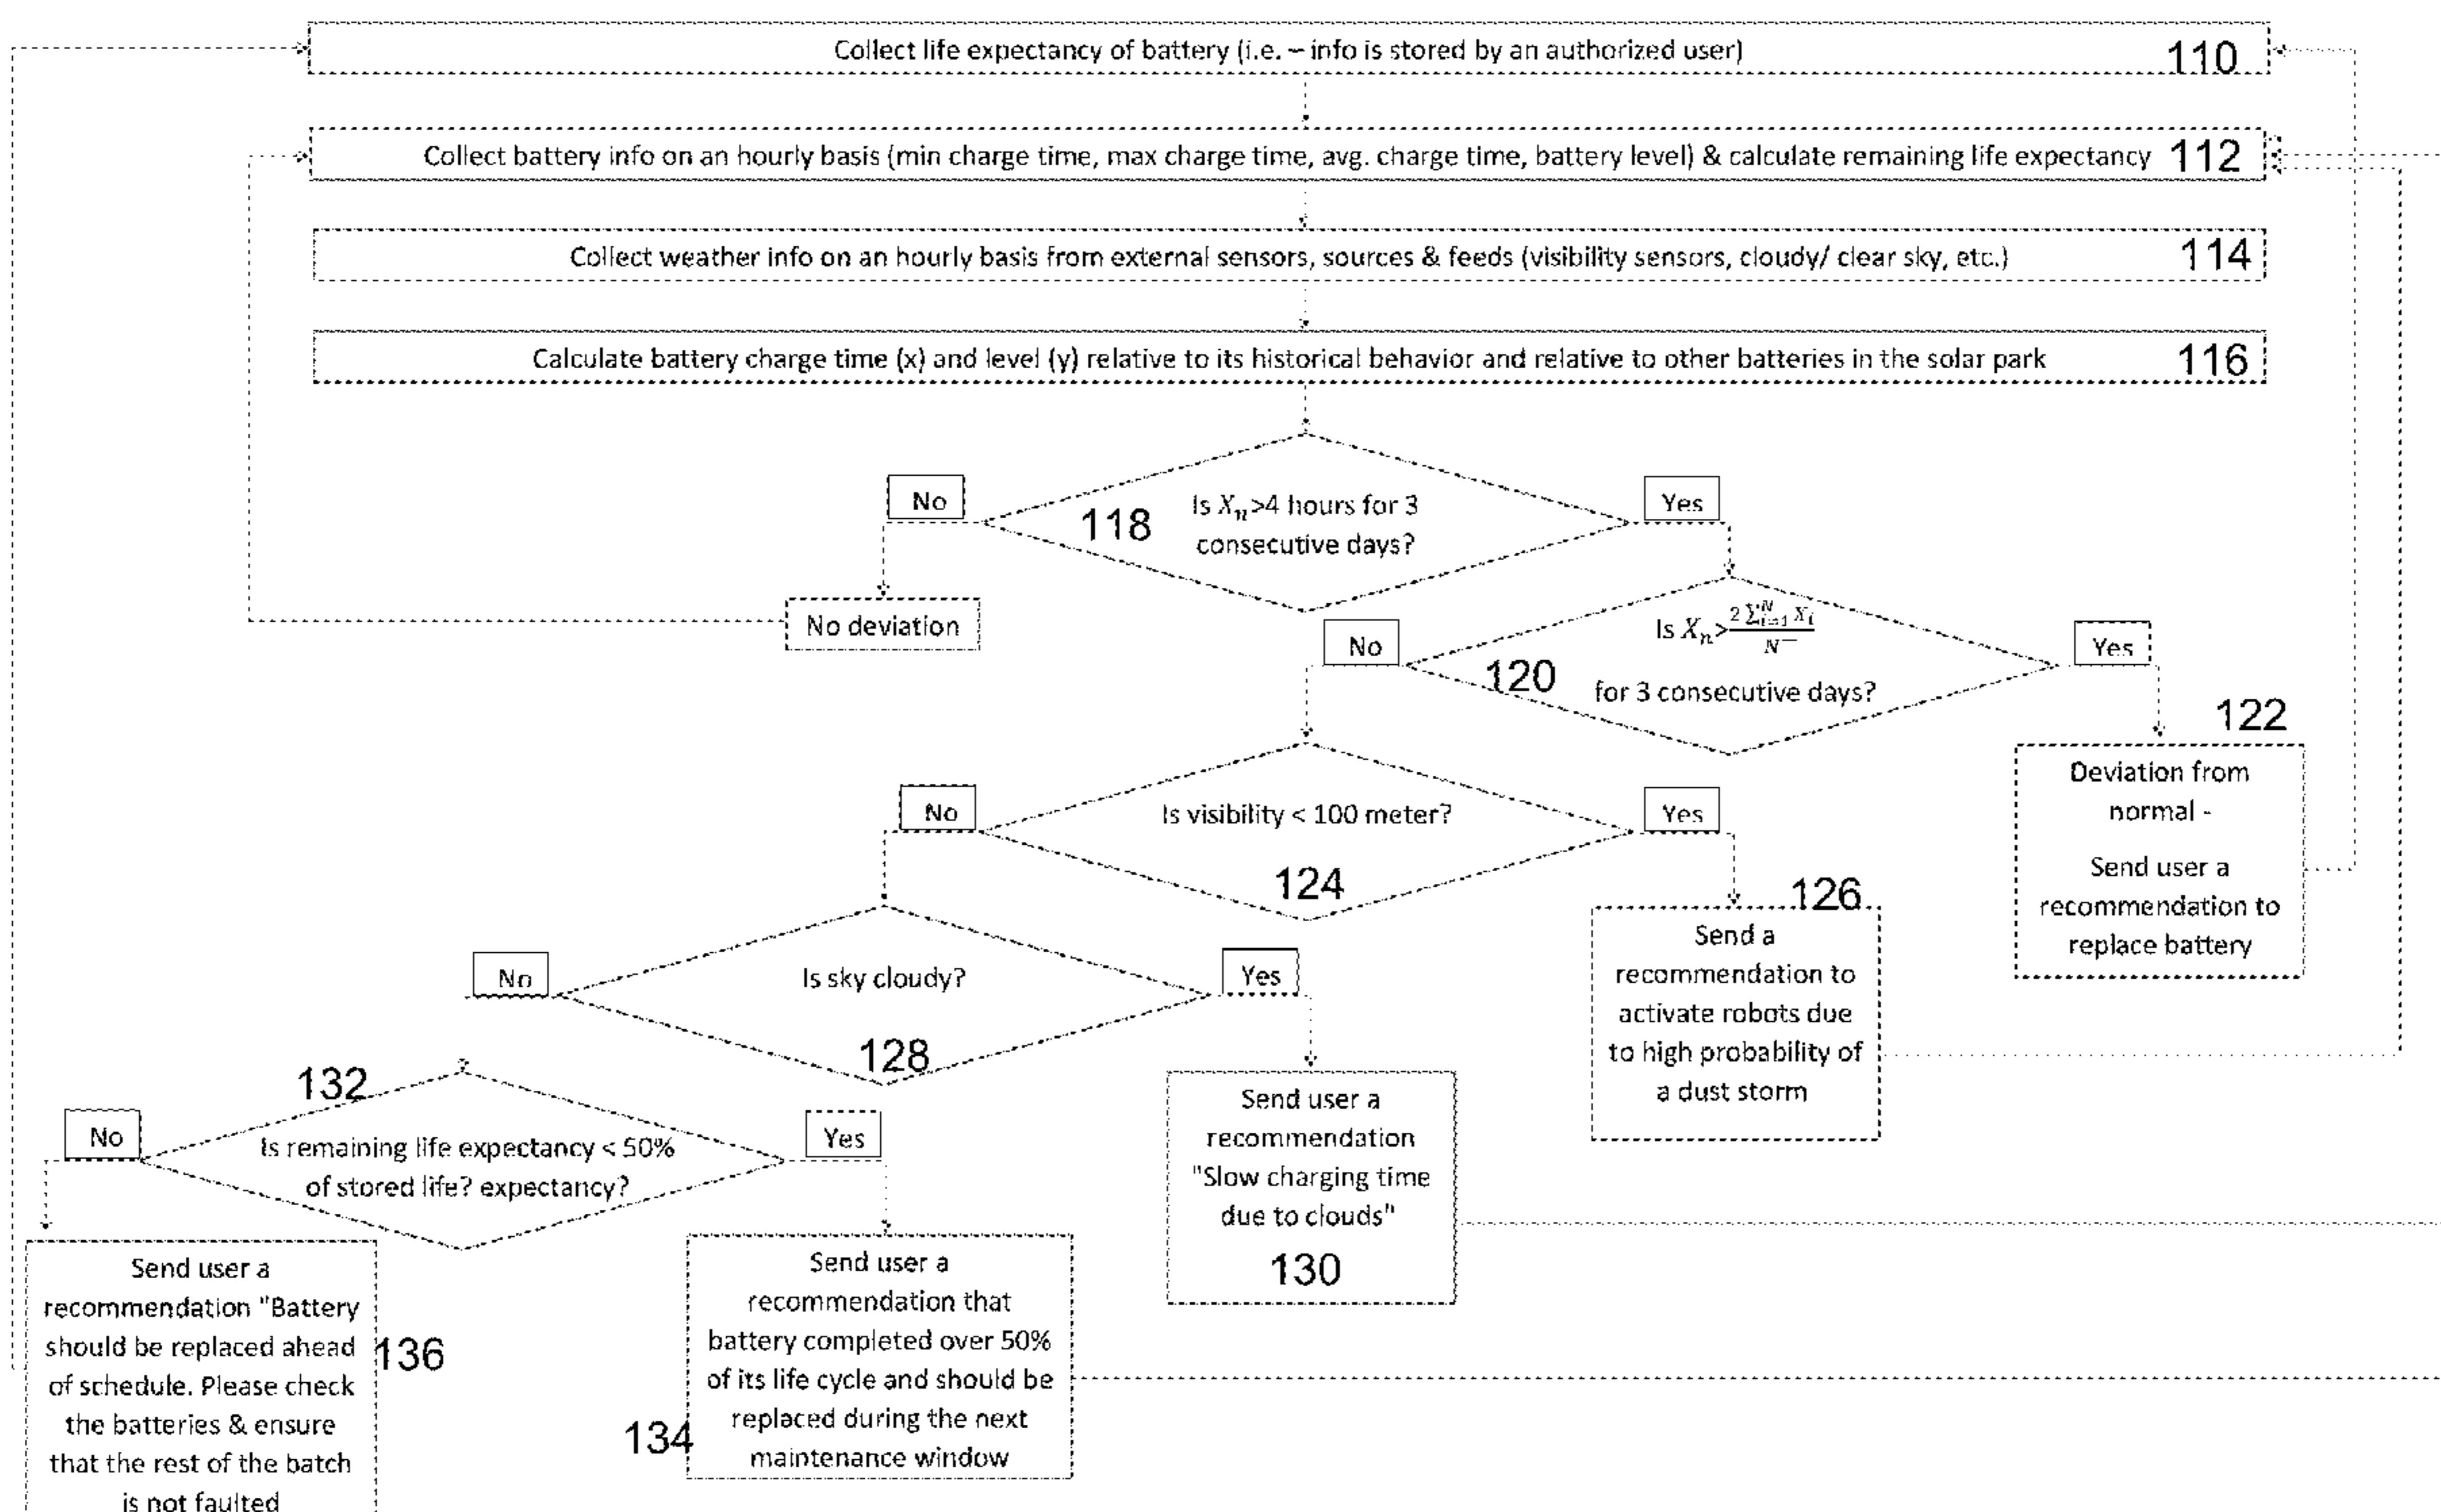 Collect life expectancy of battery (i.e. – info is stored by an authorized user) 110
Collect battery info on an hourly basis (min charge time, max charge time, avg. charge time, battery level) & calculate remaining life expectancy 112
Collect weather info on an hourly basis from external sensors, sources & feeds (visibility sensors, cloudy/ clear sky, etc.) 114
Calculate battery charge time (x) and level (y) relative to its historical behavior and relative to other batteries in the solar park 116
No
118
Is Xₙ>4 hours for 3
consecutive days?
Yes
No deviation
No
120
Is Xₙ> 2 ∑ᴺᵢ₌₁ Xᵢ / N
for 3 consecutive days?
Yes
122
Deviation from
normal -
Send user a
recommendation to
replace battery
No
Is visibility < 100 meter?
124
Yes
126
Send a
recommendation to
activate robots due
to high probability of
a dust storm
No
Is sky cloudy?
128
Yes
Send user a
recommendation
"Slow charging time
due to clouds"
130
132
No
Is remaining life expectancy < 50%
of stored life? expectancy?
Yes
Send user a
recommendation "Battery
should be replaced ahead
of schedule. Please check
the batteries & ensure
that the rest of the batch
is not faulted
136
134
Send user a
recommendation that
battery completed over 50%
of its life cycle and should be
replaced during the next
maintenance window